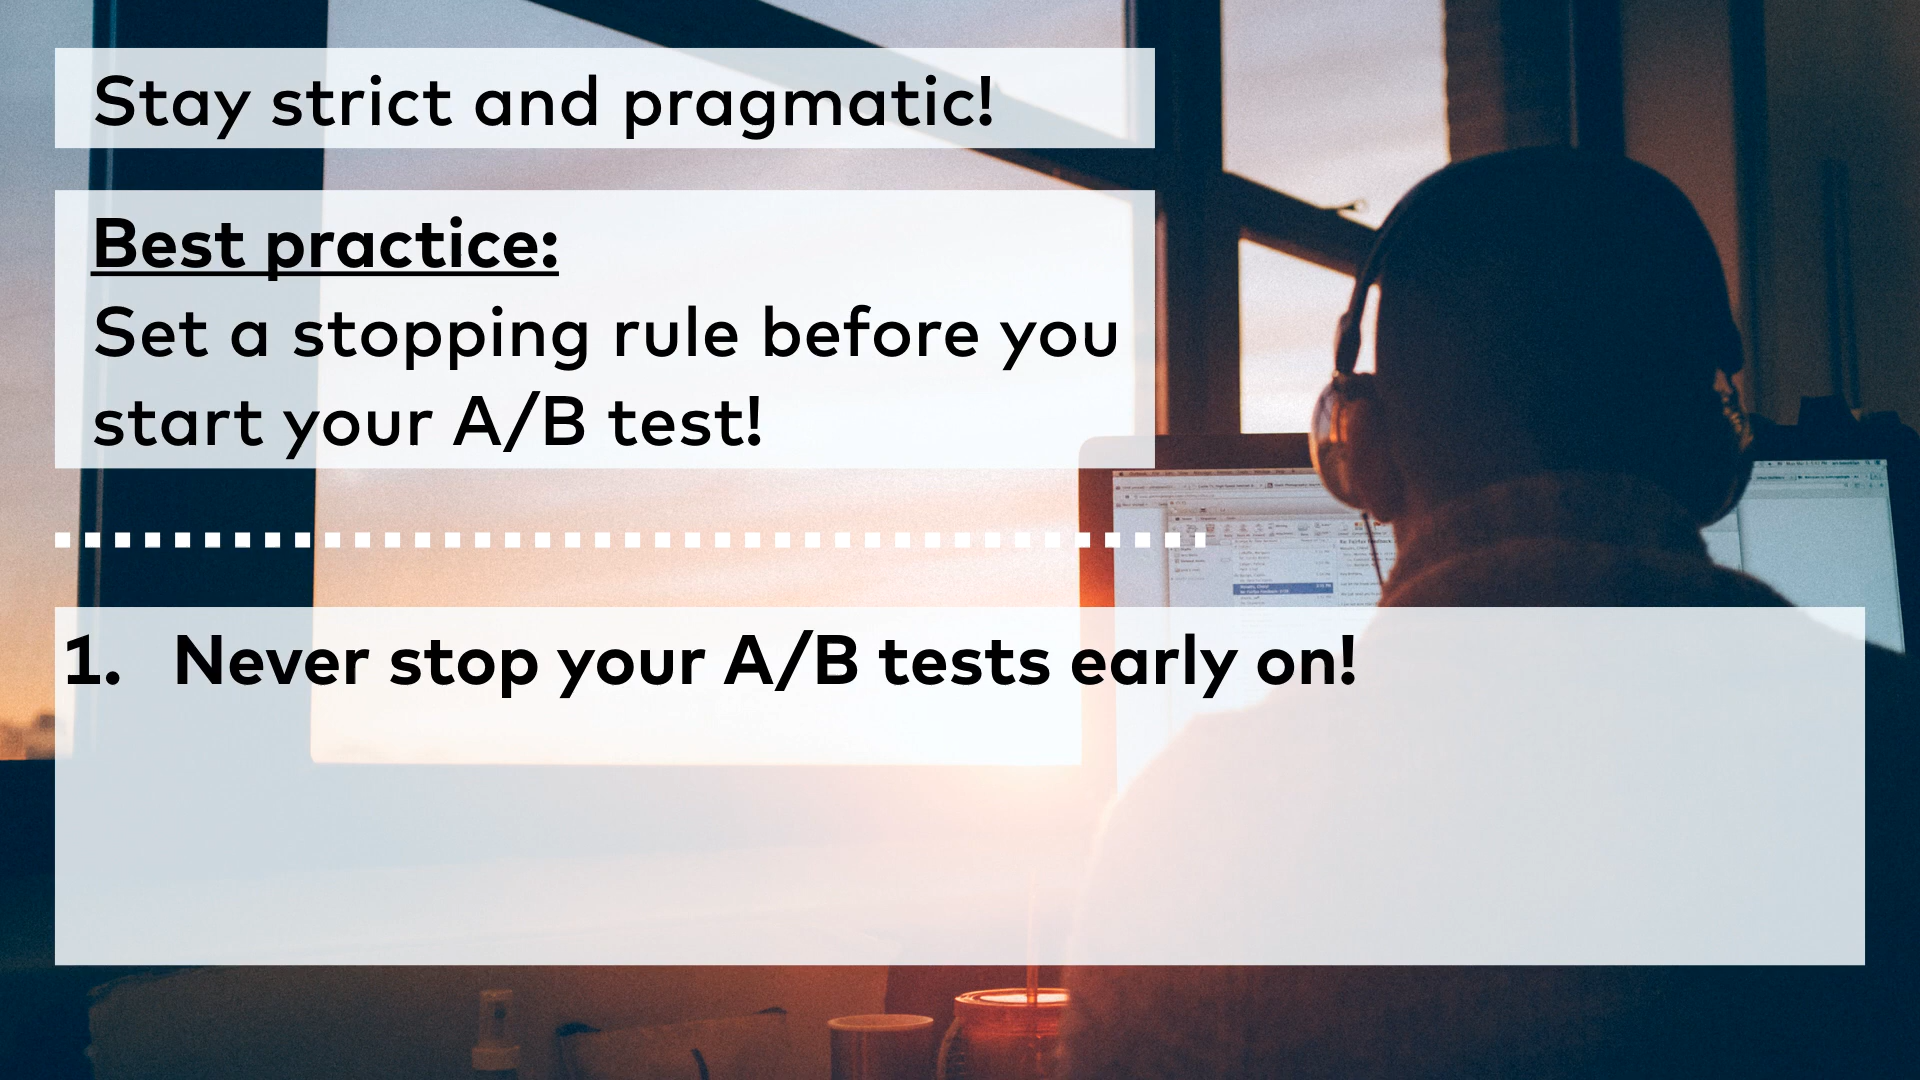 Stay strict and pragmatic!
Best practice:
Set a stopping rule before you
start your A/B test!
1. Never stop your A/B tests early on!